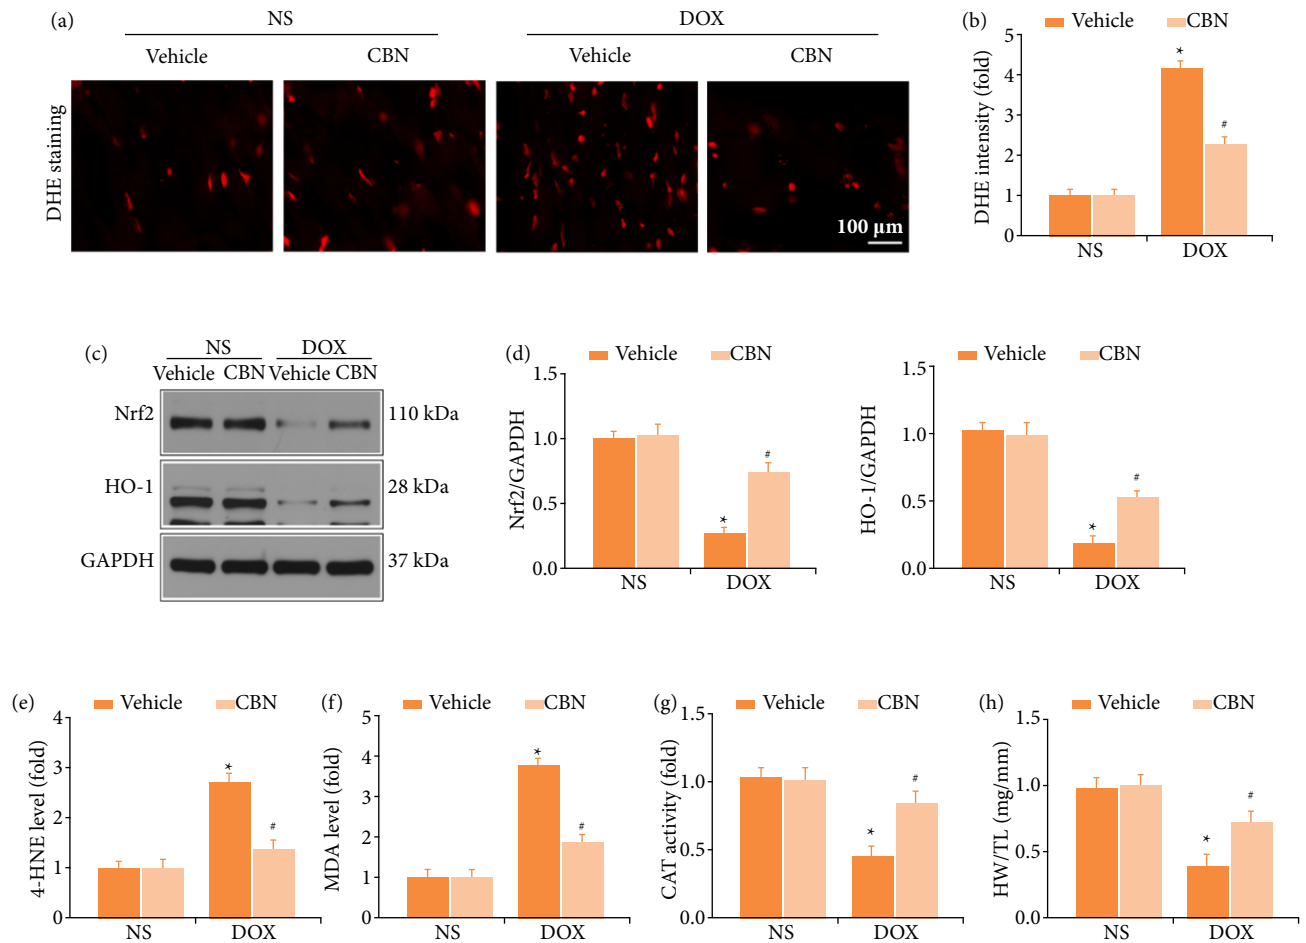 (a)
NS
DOX
Vehicle
CBN
Vehicle
CBN
DHE staining
100 µm
(b)
Vehicle
CBN
DHE intensity (fold)
5
4
*
3
#
2
1
0
NS
DOX
(c)
NS
DOX
Vehicle CBN Vehicle CBN
Nrf2
110 kDa
HO-1
28 kDa
GAPDH
37 kDa
(d)
Vehicle
CBN
Nrf2/GAPDH
1.5
1.0
#
0.5
*
0.0
NS
DOX
Vehicle
CBN
HO-1/GAPDH
1.5
1.0
#
0.5
*
0.0
NS
DOX
(e)
Vehicle
CBN
4-HNE level (fold)
4
3
*
2
#
1
0
NS
DOX
(f)
Vehicle
CBN
MDA level (fold)
5
4
*
3
2
#
1
0
NS
DOX
(g)
Vehicle
CBN
CAT activity (fold)
1.5
1.0
#
0.5
*
0.0
NS
DOX
(h)
Vehicle
CBN
HW/TL (mg/mm)
1.5
1.0
#
0.5
*
0.0
NS
DOX